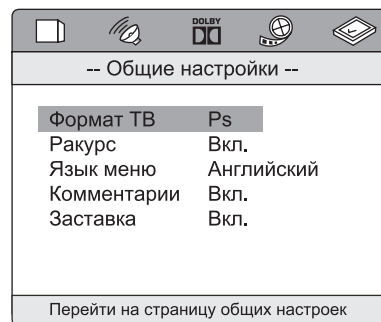 DOLBY
-- Общие настройки --
Формат ТВ Ps
Ракурс Вкл.
Язык меню Английский
Комментарии Вкл.
Заставка Вкл.
Перейти на страницу общих настроек